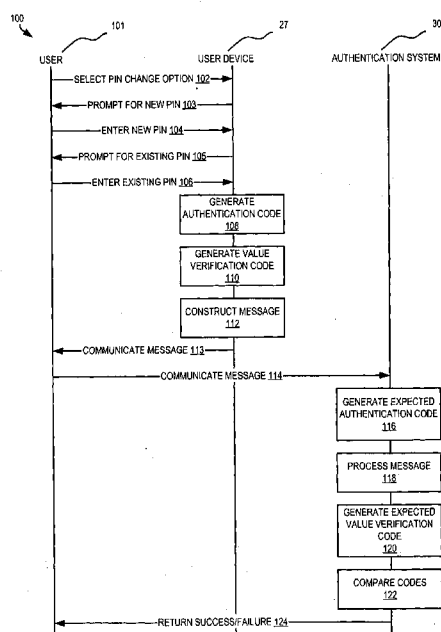 100
101
27
30
USER
USER DEVICE
AUTHENTICATION SYSTEM
SELECT PIN CHANGE OPTION 102
PROMPT FOR NEW PIN 103
ENTER NEW PIN 104
PROMPT FOR EXISTING PIN 105
ENTER EXISTING PIN 106
GENERATE
AUTHENTICATION CODE
108
GENERATE VALUE
VERIFICATION CODE
110
CONSTRUCT MESSAGE
112
COMMUNICATE MESSAGE 113
COMMUNICATE MESSAGE 114
GENERATE EXPECTED
AUTHENTICATION CODE
116
PROCESS MESSAGE
118
GENERATE EXPECTED
VALUE VERIFICATION
CODE
120
COMPARE CODES
122
RETURN SUCCESS/FAILURE 124